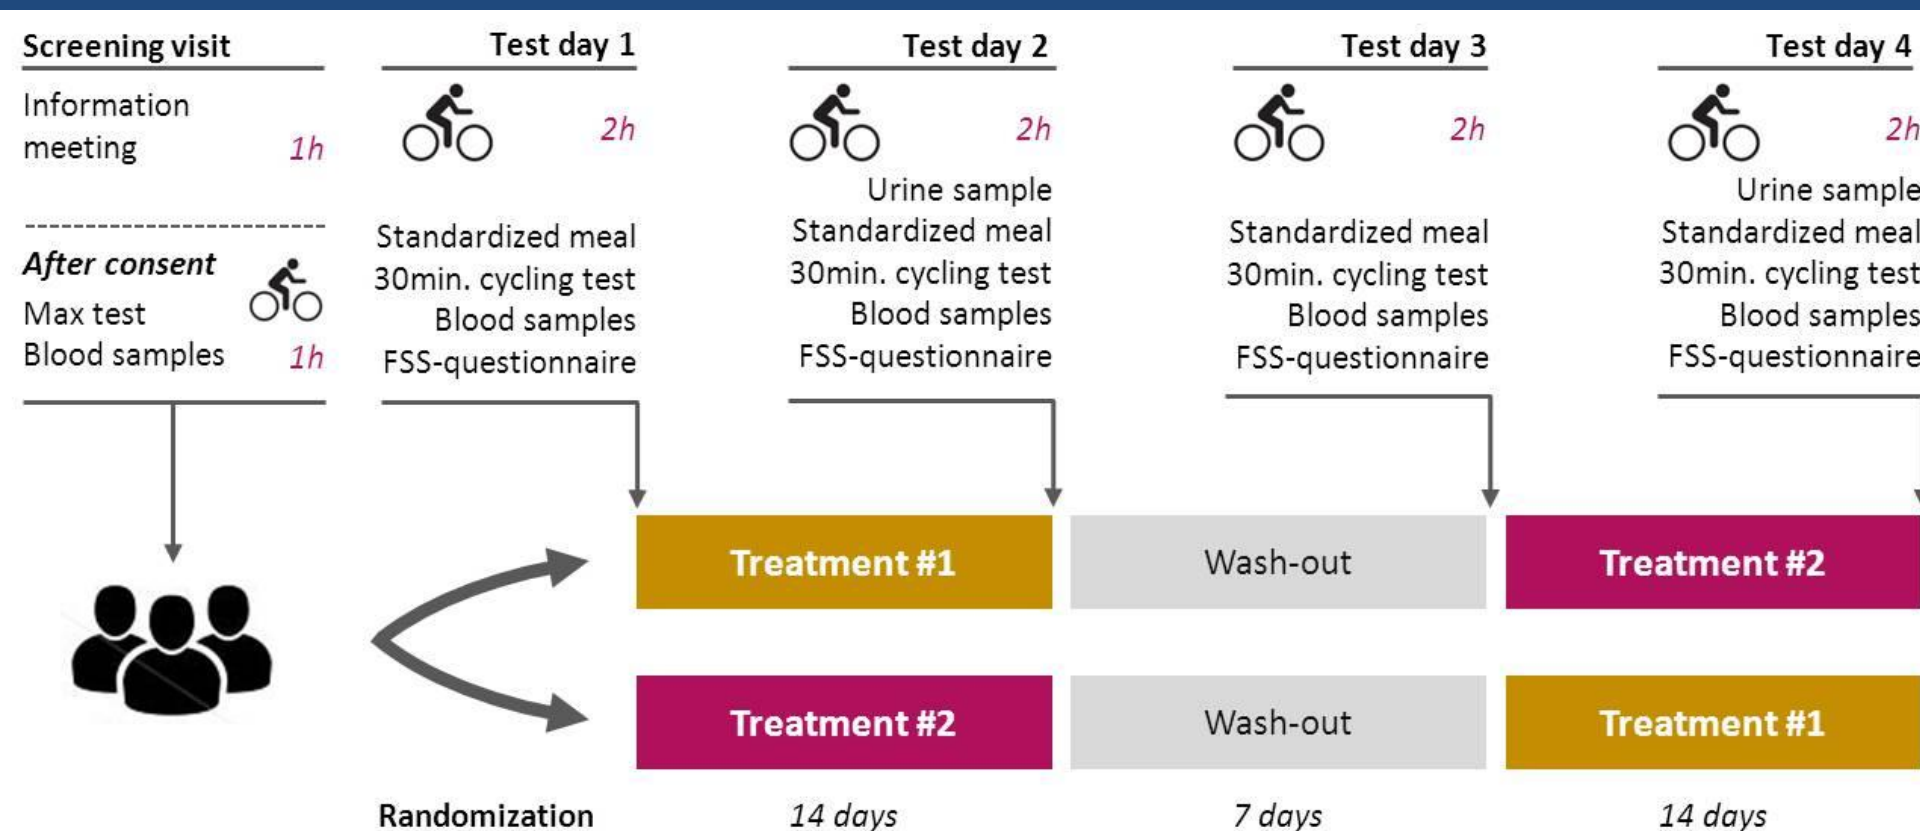 Screening visit
Information
meeting
1h
After consent
Max test
Blood samples
1h
Test day 1
2h
Standardized meal
30min. cycling test
Blood samples
FSS-questionnaire
Test day 2
2h
Urine sample
Standardized meal
30min. cycling test
Blood samples
FSS-questionnaire
Test day 3
2h
Standardized meal
30min. cycling test
Blood samples
FSS-questionnaire
Test day 4
2h
Urine sample
Standardized meal
30min. cycling test
Blood samples
FSS-questionnaire
Treatment #1
Wash-out
Treatment #2
Treatment #2
Wash-out
Treatment #1
Randomization
14 days
7 days
14 days